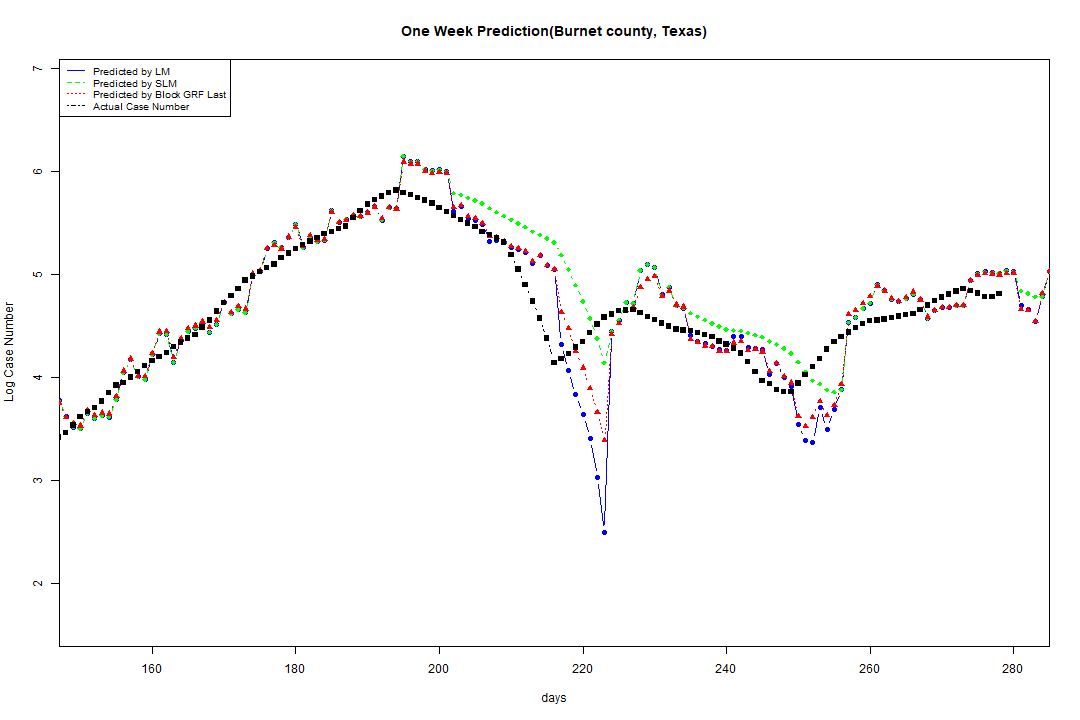 One Week Prediction(Burnet county, Texas)
Predicted by LM
Predicted by SLM
Predicted by Block GRF Last
Actual Case Number
7
6
5
4
3
2
Log Case Number
160 180 200 220 240 260 280
days